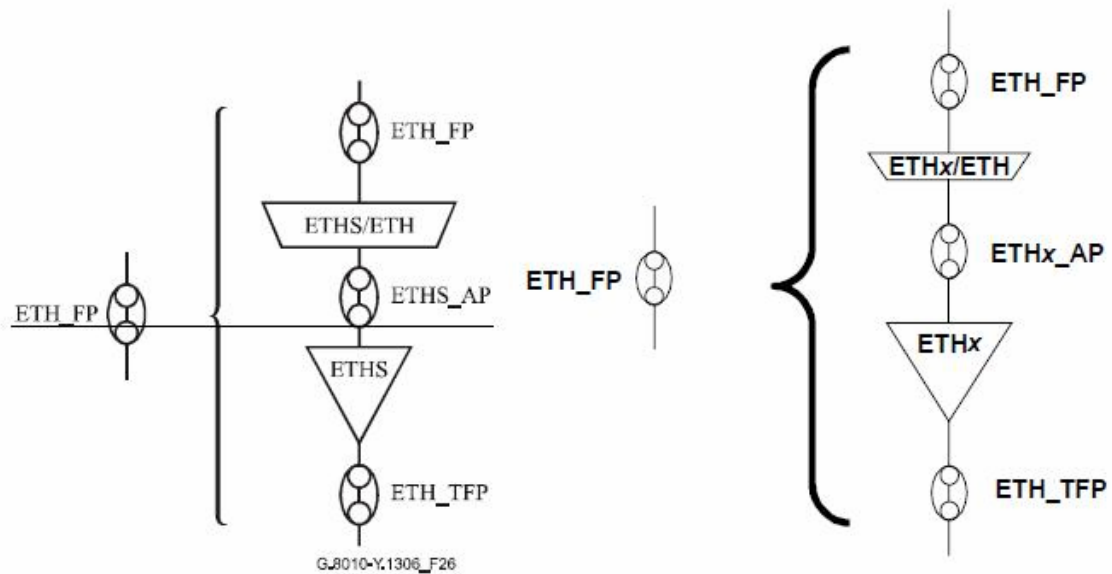 ETH_FP
ETHS/ETH
ETHS_AP
ETH_FP
ETHS
ETH_TFP
G.8010-Y.1306_F26
ETH_FP
ETH_FP
ETHx/ETH
ETHx_AP
ETHx
ETH_TFP